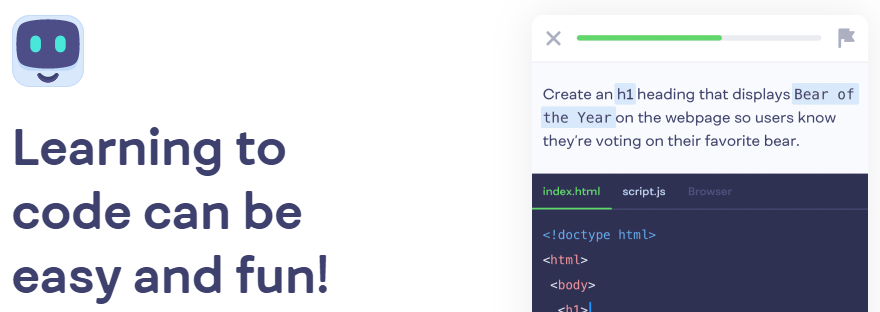 Learning to
code can be
easy and fun!
Create an h1 heading that displays Bear of
the Year on the webpage so users know
they're voting on their favorite bear.
index.html script.js Browser
<!doctype html>
<html>
<body>
<h1>